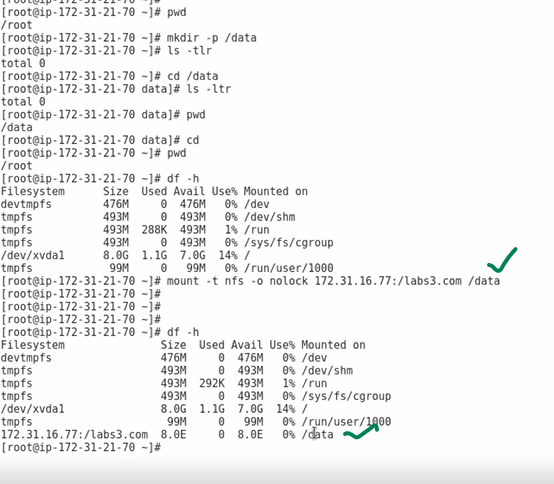 [root@ip-172-31-21-70 ~]# pwd
/root
[root@ip-172-31-21-70 ~]# mkdir -p /data
[root@ip-172-31-21-70 ~]# ls -tlr
total 0
[root@ip-172-31-21-70 ~]# cd /data
[root@ip-172-31-21-70 data]# ls -ltr
total 0
[root@ip-172-31-21-70 data]# pwd
/data
[root@ip-172-31-21-70 data]# cd
[root@ip-172-31-21-70 ~]# pwd
/root
[root@ip-172-31-21-70 ~]# df -h
Filesystem Size Used Avail Use% Mounted on
devtmpfs 476M 0 476M 0% /dev
tmpfs 493M 0 493M 0% /dev/shm
tmpfs 493M 288K 493M 1% /run
tmpfs 493M 0 493M 0% /sys/fs/cgroup
/dev/xvda1 8.0G 1.1G 7.0G 14% /
tmpfs 99M 0 99M 0% /run/user/1000
[root@ip-172-31-21-70 ~]# mount -t nfs -o nolock 172.31.16.77:/labs3.com /data
[root@ip-172-31-21-70 ~]#
[root@ip-172-31-21-70 ~]#
[root@ip-172-31-21-70 ~]#
[root@ip-172-31-21-70 ~]# df -h
Filesystem Size Used Avail Use% Mounted on
devtmpfs 476M 0 476M 0% /dev
tmpfs 493M 0 493M 0% /dev/shm
tmpfs 493M 292K 493M 1% /run
tmpfs 493M 0 493M 0% /sys/fs/cgroup
/dev/xvda1 8.0G 1.1G 7.0G 14% /
tmpfs 99M 0 99M 0% /run/user/1000
172.31.16.77:/labs3.com 8.0E 0 8.0E 0% /data
[root@ip-172-31-21-70 ~]#